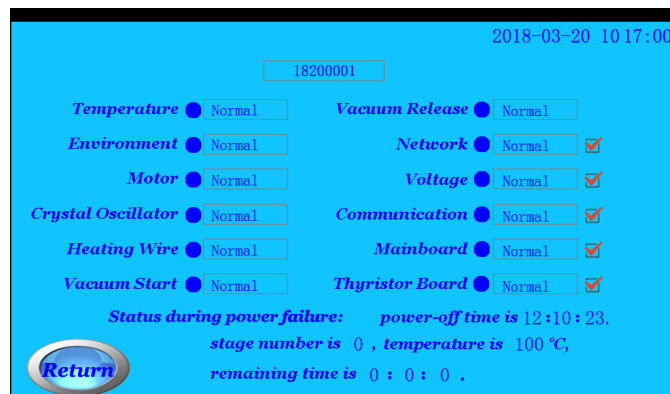 2018-03-20 10 17:00
18200001
Temperature Normal Vacuum Release Normal
Environment Normal Network Normal
Motor Normal Voltage Normal
Crystal Oscillator Normal Communication Normal
Heating Wire Normal Mainboard Normal
Vacuum Start Normal Thyristor Board Normal
Status during power failure: power-off time is 12:10:23.
stage number is 0 , temperature is 100 ℃,
remaining time is 0 : 0 : 0 .
Return